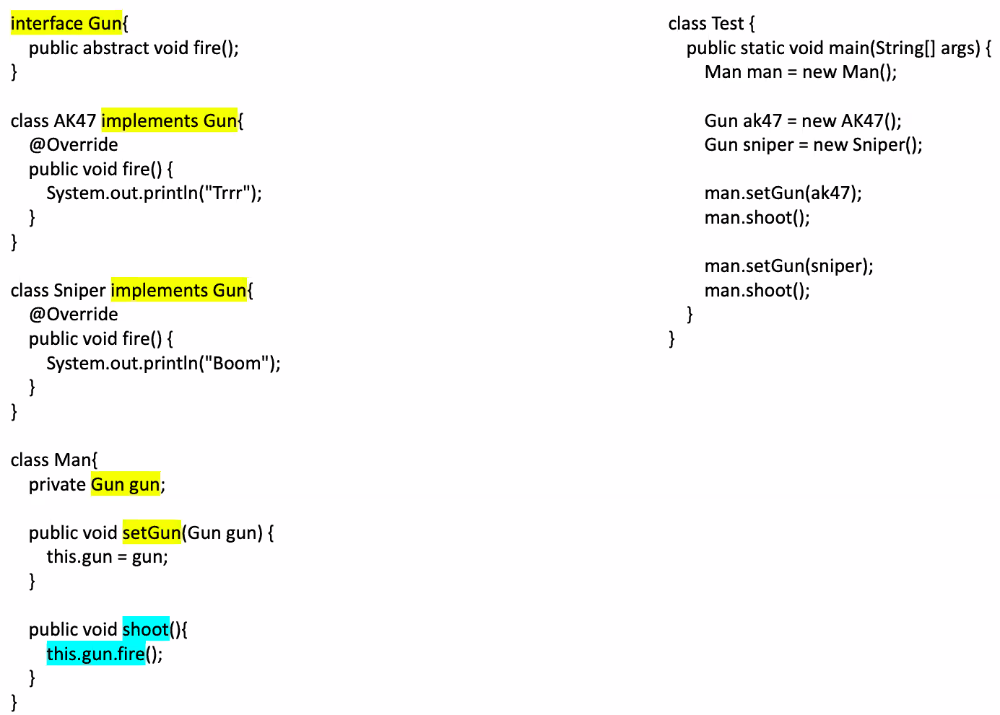 interface Gun{
public abstract void fire();
}
class AK47 implements Gun{
@Override
public void fire() {
System.out.println("Trrr");
}
}
class Sniper implements Gun{
@Override
public void fire() {
System.out.println("Boom");
}
}
class Man{
private Gun gun;
public void setGun(Gun gun) {
this.gun = gun;
}
public void shoot(){
this.gun.fire();
}
}
class Test {
public static void main(String[] args) {
Man man = new Man();
Gun ak47 = new AK47();
Gun sniper = new Sniper();
man.setGun(ak47);
man.shoot();
man.setGun(sniper);
man.shoot();
}
}